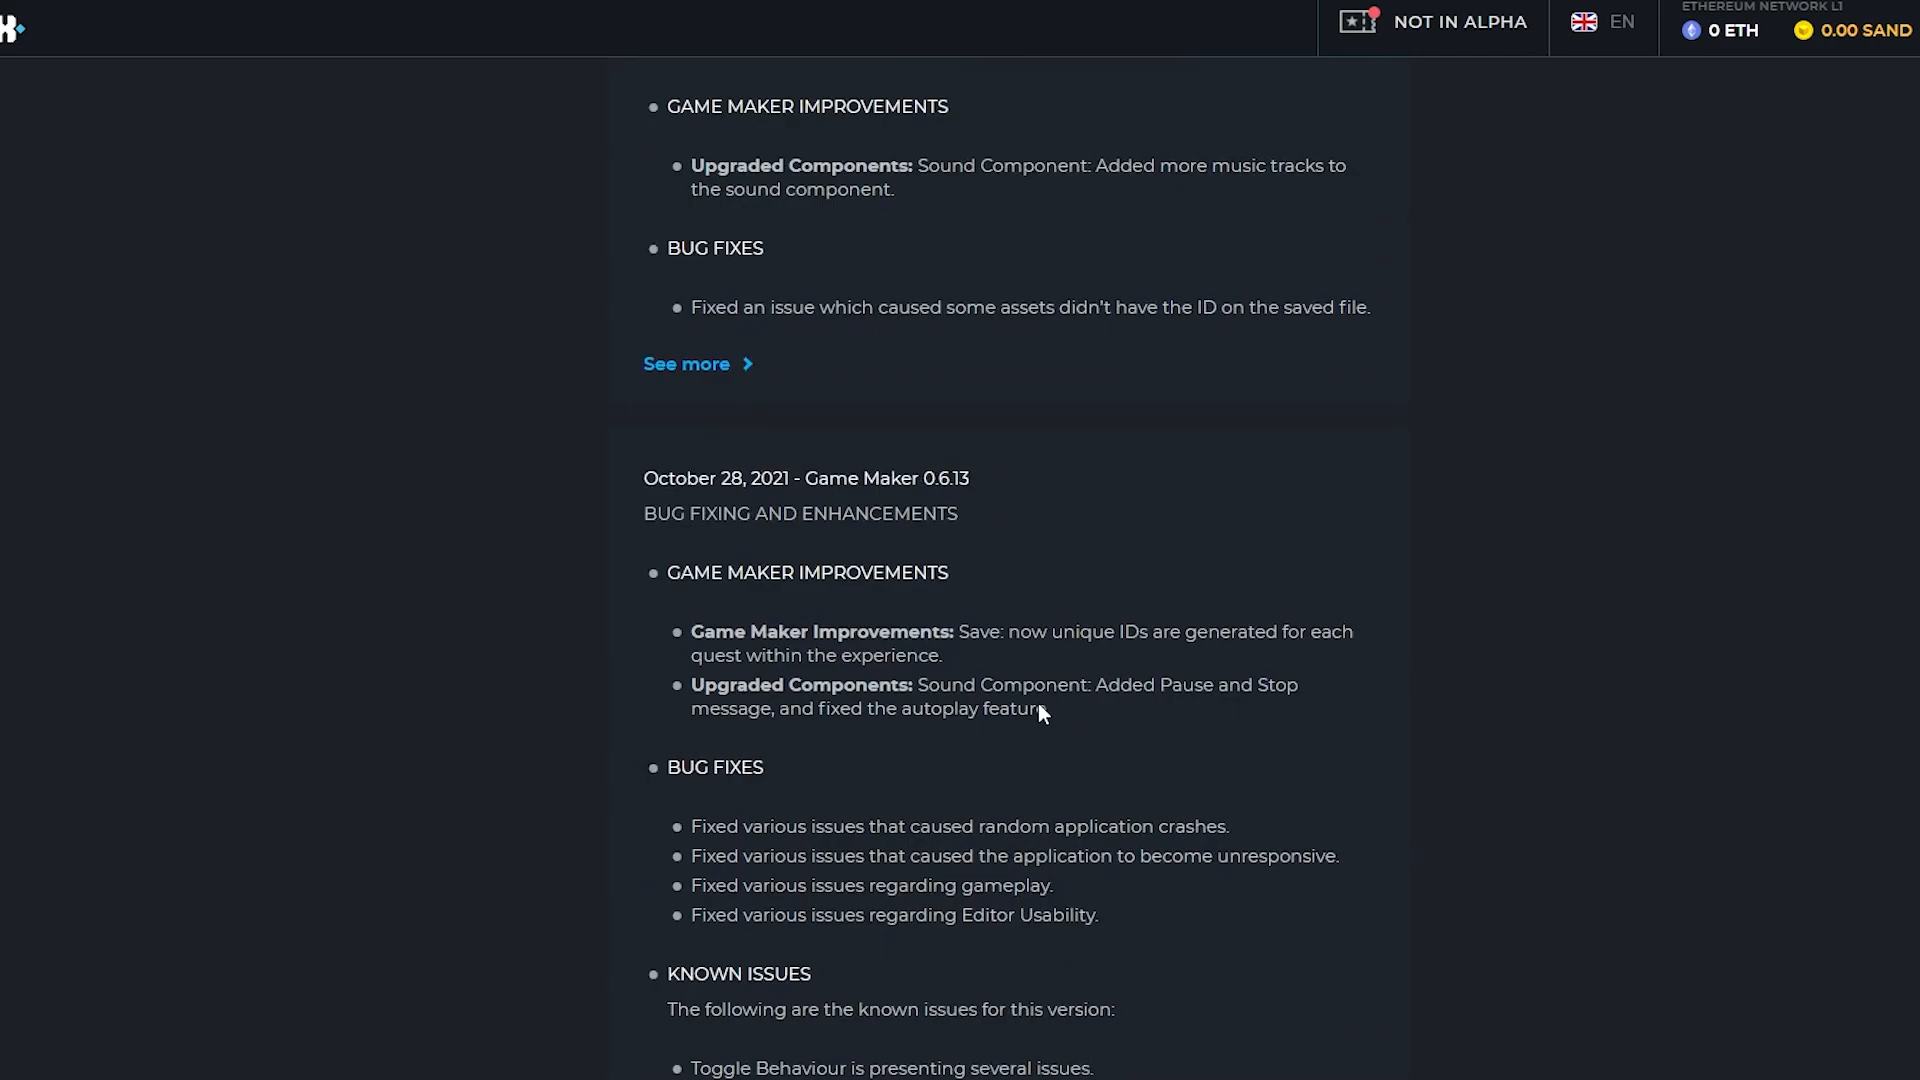 ETHEREUM NETWORK L1
NOT IN ALPHA
EN
0 ETH
0.00 SAND
GAME MAKER IMPROVEMENTS
Upgraded Components: Sound Component: Added more music tracks to
the sound component.
BUG FIXES
Fixed an issue which caused some assets didn't have the ID on the saved file.
See more
October 28, 2021 - Game Maker 0.6.13
BUG FIXING AND ENHANCEMENTS
GAME MAKER IMPROVEMENTS
Game Maker Improvements: Save: now unique IDs are generated for each
quest within the experience.
Upgraded Components: Sound Component: Added Pause and Stop
message, and fixed the autoplay feature.
BUG FIXES
Fixed various issues that caused random application crashes.
Fixed various issues that caused the application to become unresponsive.
Fixed various issues regarding gameplay.
Fixed various issues regarding Editor Usability.
KNOWN ISSUES
The following are the known issues for this version:
Toggle Behaviour is presenting several issues.